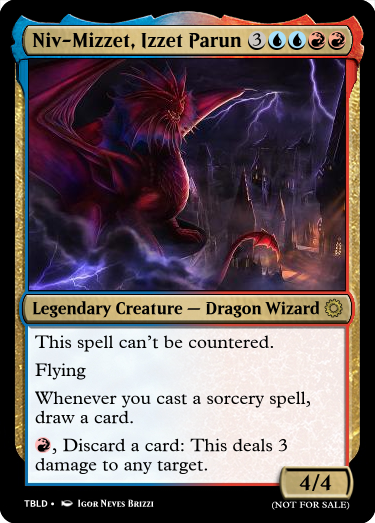 Niv-Mizzet, Izzet Parun 3
Legendary Creature — Dragon Wizard
This spell can't be countered.
Flying
Whenever you cast a sorcery spell,
draw a card.
, Discard a card: This deals 3
damage to any target.
4/4
TBLD • Igor Neves Brizzi
(NOT FOR SALE)